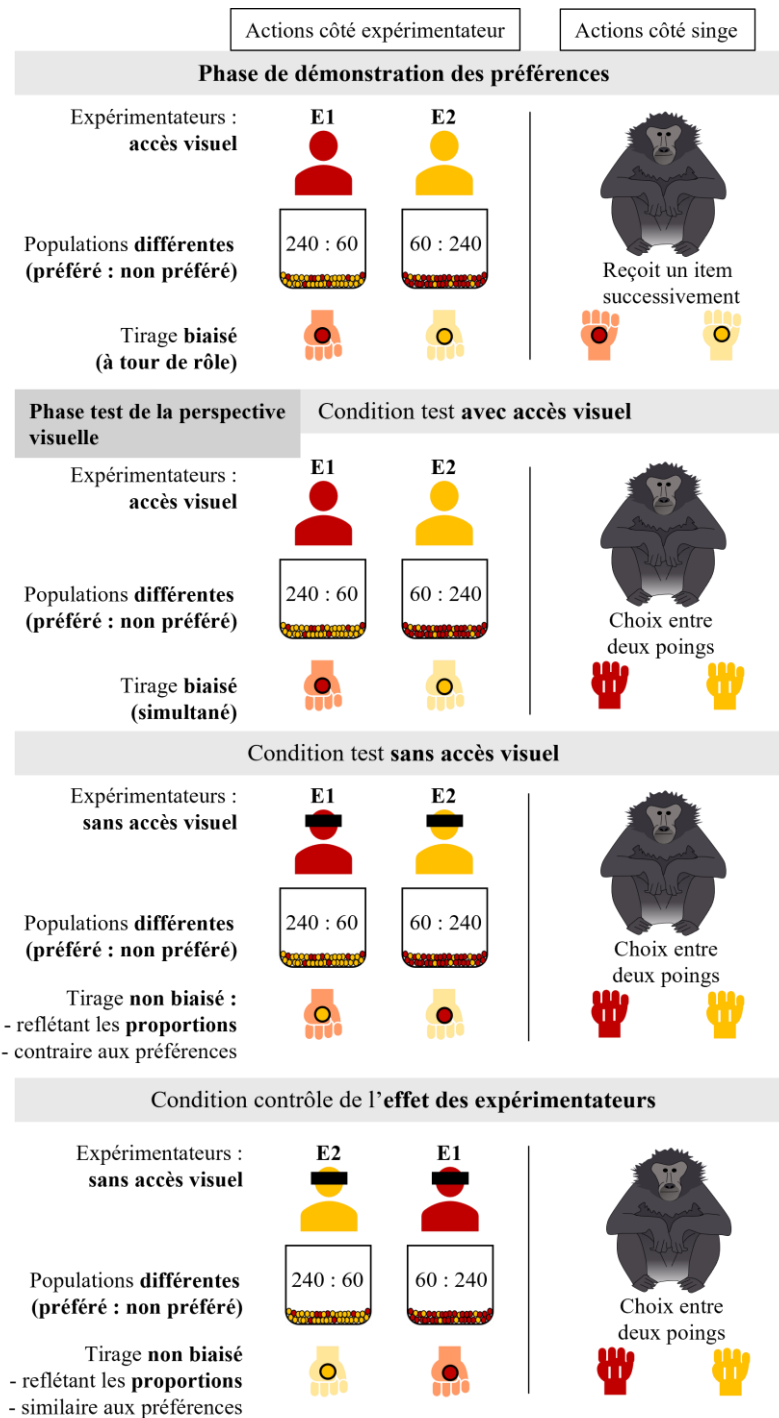 Actions côté expérimentateur
Actions côté singe
Phase de démonstration des préférences
Expérimentateurs :
accès visuel
E1
E2
Populations différentes
(préféré : non préféré)
240 : 60
60 : 240
Reçoit un item
successivement
Tirage biaisé
(à tour de rôle)
Phase test de la perspective
visuelle
Condition test avec accès visuel
Expérimentateurs :
accès visuel
E1
E2
Populations différentes
(préféré : non préféré)
240 : 60
60 : 240
Choix entre
deux poings
Tirage biaisé
(simultané)
Condition test sans accès visuel
Expérimentateurs :
sans accès visuel
E1
E2
Populations différentes
(préféré : non préféré)
240 : 60
60 : 240
Choix entre
deux poings
Tirage non biaisé :
- reflétant les proportions
- contraire aux préférences
Condition contrôle de l’effet des expérimentateurs
Expérimentateurs :
sans accès visuel
E2
E1
Populations différentes
(préféré : non préféré)
240 : 60
60 : 240
Choix entre
deux poings
Tirage non biaisé
- reflétant les proportions
- similaire aux préférences